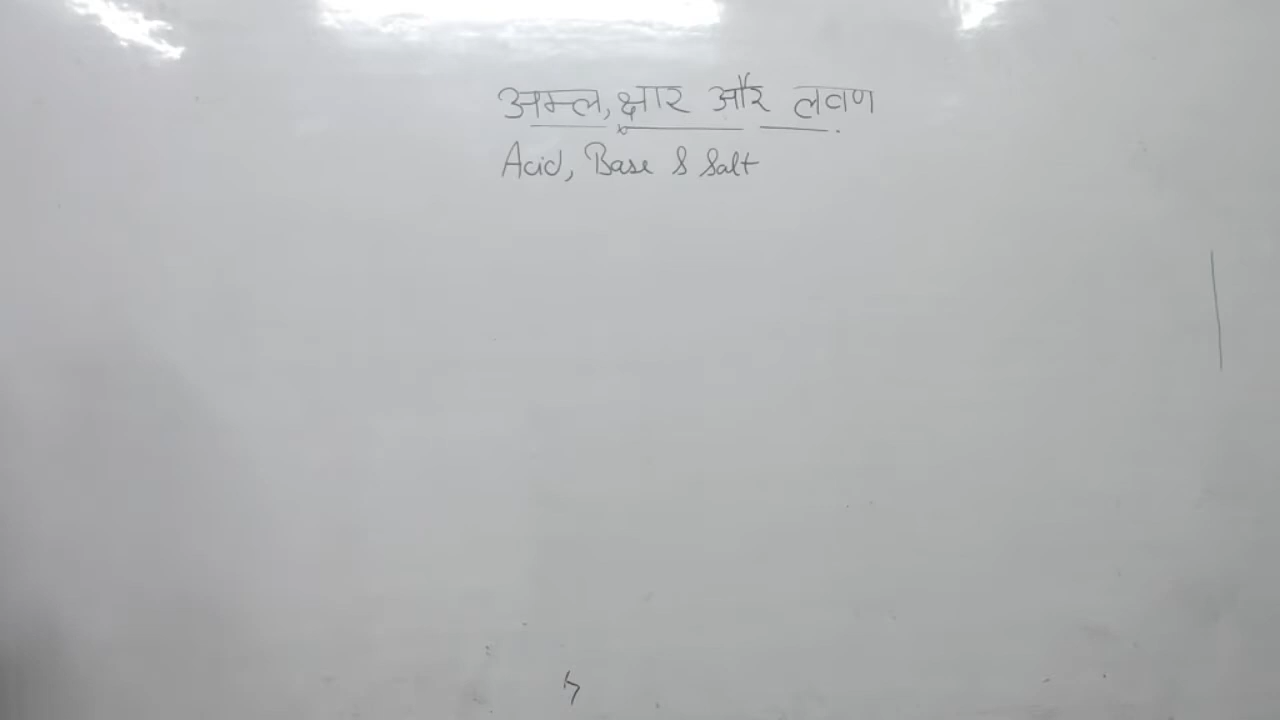 अम्ल, क्षार और लवण
Acid, Base & Salt